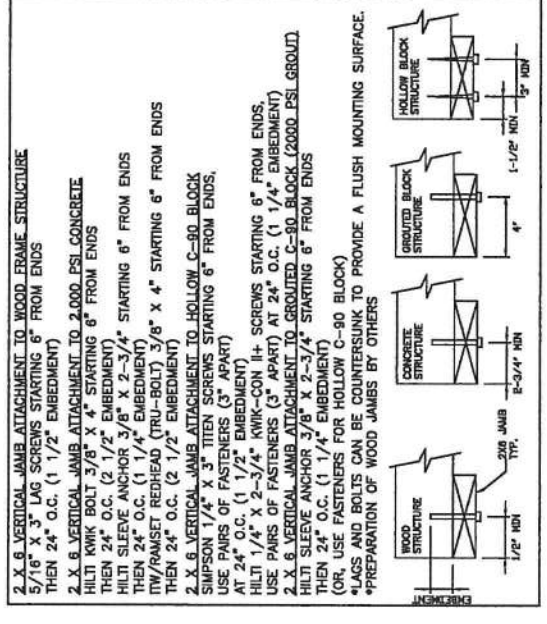 2 X 6 VERTICAL JAMB ATTACHMENT TO WOOD FRAME STRUCTURE
5/16" X 3" LAG SCREWS STARTING 6" FROM ENDS
THEN 24" O.C. (1 1/2" EMBEDMENT)
2 X 6 VERTICAL JAMB ATTACHMENT TO 2,000 PSI CONCRETE
HILTI KWIK BOLT 3/8" X 4" STARTING 6" FROM ENDS
THEN 24" O.C. (2 1/2" EMBEDMENT)
HILTI SLEEVE ANCHOR 3/8" X 2-3/4" STARTING 6" FROM ENDS
THEN 24" O.C. (1 1/4" EMBEDMENT)
ITW/RAMSET REDHEAD (TRU-BOLT) 3/8" X 4" STARTING 6" FROM ENDS
THEN 24" O.C. (2 1/2" EMBEDMENT)
2 X 6 VERTICAL JAMB ATTACHMENT TO HOLLOW C-90 BLOCK
SIMPSON 1/4" X 3" TITEN SCREWS STARTING 6" FROM ENDS,
USE PAIRS OF FASTENERS (3" APART)
AT 24" O.C. (1 1/2" EMBEDMENT)
HILTI 1/4" X 2-3/4" KWIK-CON II+ SCREWS STARTING 6" FROM ENDS,
USE PAIRS OF FASTENERS (3" APART) AT 24" O.C. (1 1/4" EMBEDMENT)
2 X 6 VERTICAL JAMB ATTACHMENT TO GROUTED C-90 BLOCK (2000 PSI GROUT)
HILTI SLEEVE ANCHOR 3/8" X 2-3/4" STARTING 6" FROM ENDS
THEN 24" O.C. (1 1/4" EMBEDMENT)
(OR, USE FASTENERS FOR HOLLOW C-90 BLOCK)
*LAGS AND BOLTS CAN BE COUNTERSUNK TO PROVIDE A FLUSH MOUNTING SURFACE.
*PREPARATION OF WOOD JAMBS BY OTHERS
WOOD
STRUCTURE
EMBEDMENT
1/2" MIN
2X6 JAMB
TYP.
CONCRETE
STRUCTURE
2-3/4" MIN
GROUTED BLOCK
STRUCTURE
4"
HOLLOW BLOCK
STRUCTURE
1-1/2" MIN
3" MIN